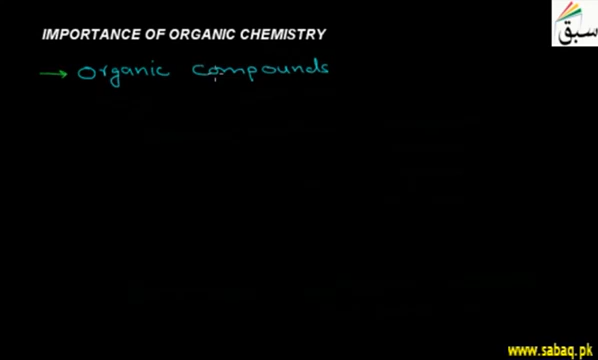 IMPORTANCE OF ORGANIC CHEMISTRY
سبق
→ Organic compounds
www.sabaq.pk